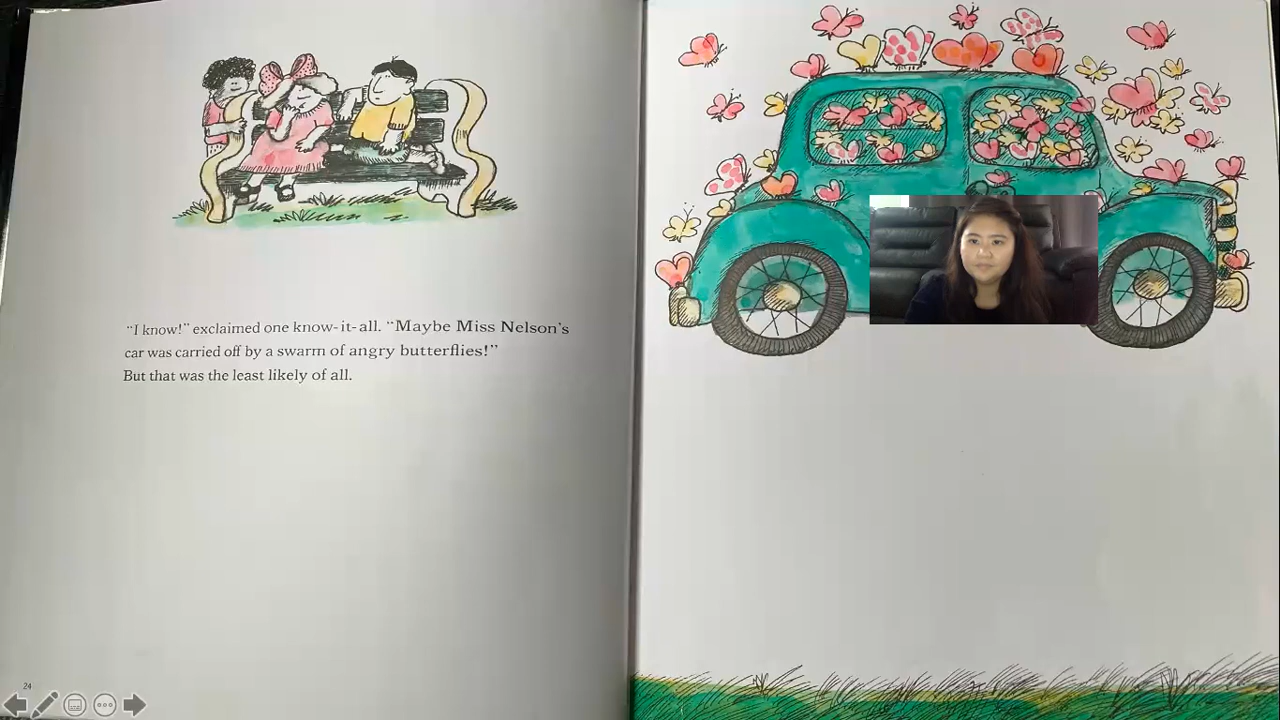 “I know!” exclaimed one know-it-all. “Maybe Miss Nelson’s
car was carried off by a swarm of angry butterflies!”
But that was the least likely of all.
24